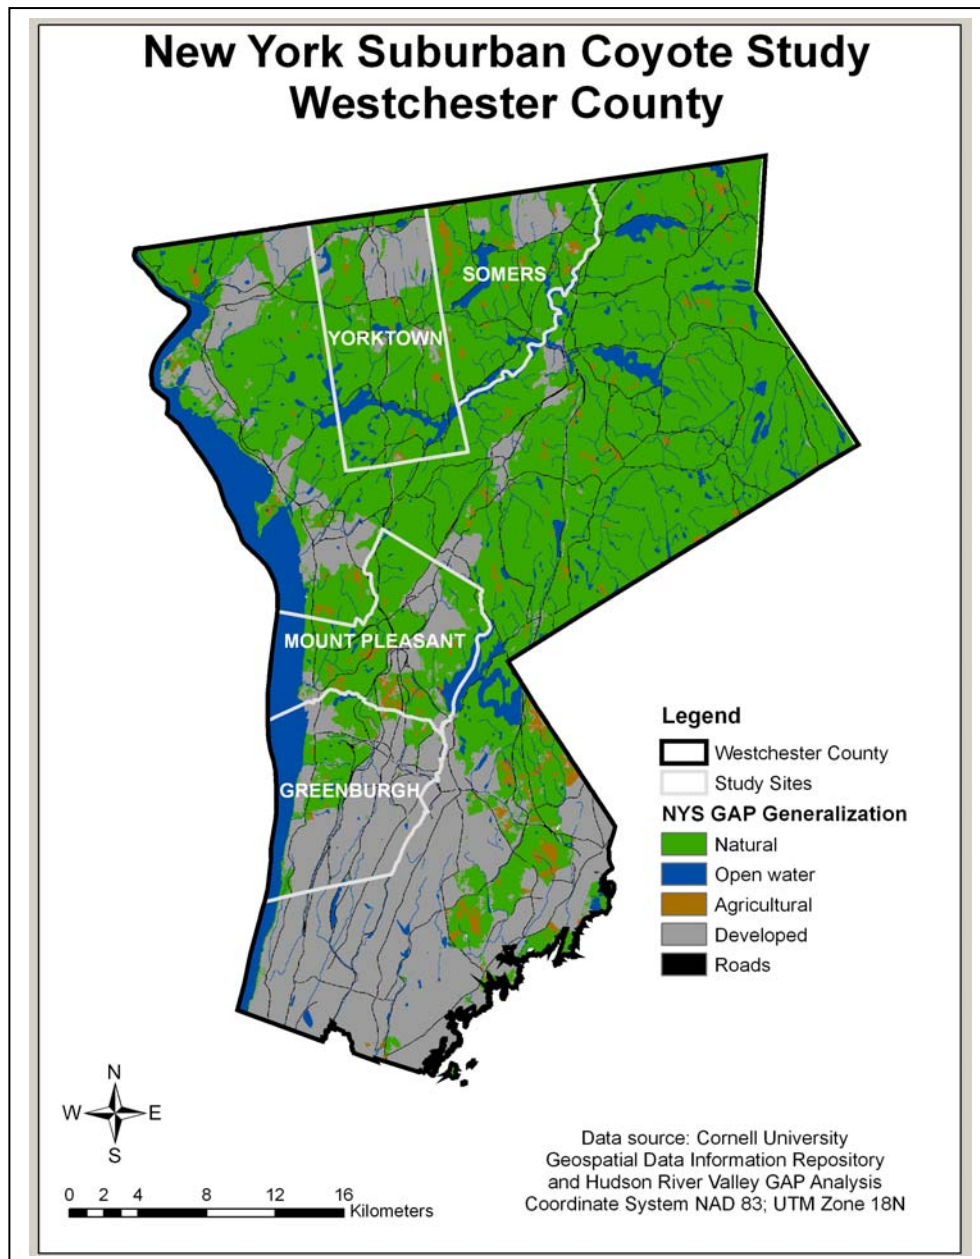 New York Suburban Coyote Study
Westchester County
SOMERS
YORKTOWN
MOUNT PLEASANT
GREENBURGH
Legend
Westchester County
Study Sites
NYS GAP Generalization
Natural
Open water
Agricultural
Developed
Roads
N
W E
S
0 2 4 8 12 16
Kilometers
Data source: Cornell University
Geospatial Data Information Repository
and Hudson River Valley GAP Analysis
Coordinate System NAD 83; UTM Zone 18N